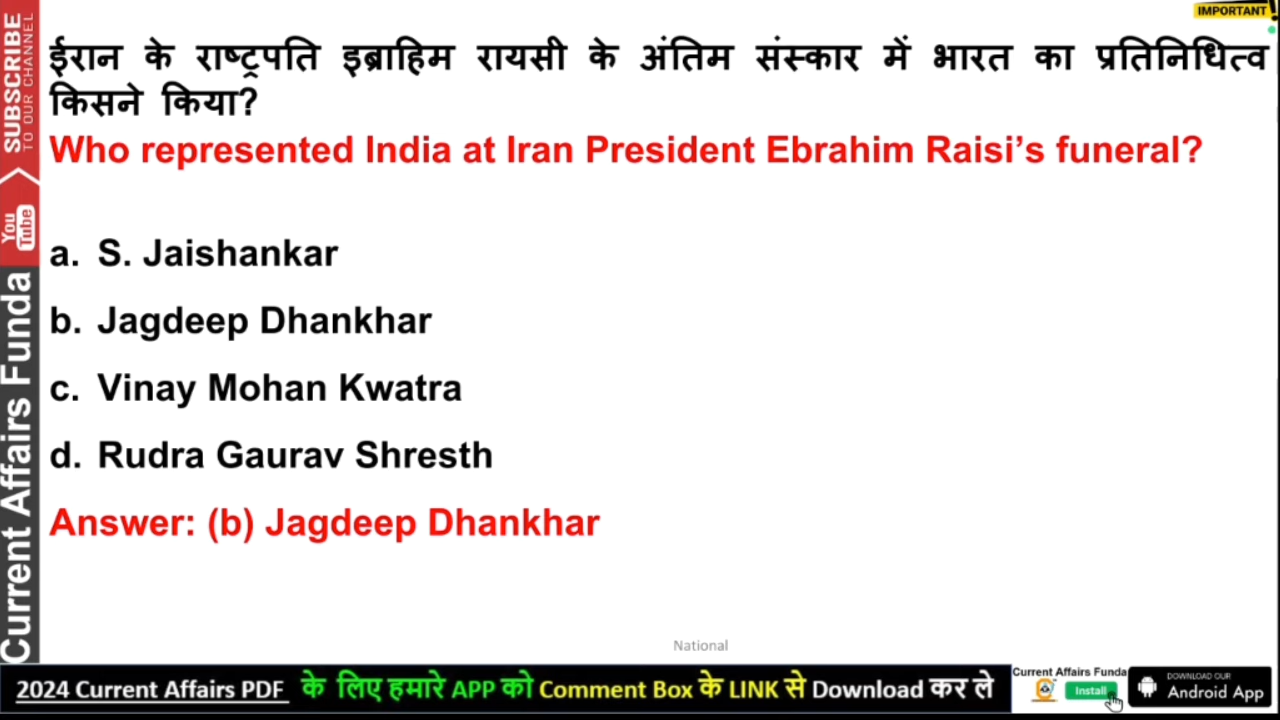 IMPORTANT
ईरान के राष्ट्रपति इब्राहिम रायसी के अंतिम संस्कार में भारत का प्रतिनिधित्व
किसने किया?
Who represented India at Iran President Ebrahim Raisi’s funeral?
a. S. Jaishankar
b. Jagdeep Dhankhar
c. Vinay Mohan Kwatra
d. Rudra Gaurav Shresth
Answer: (b) Jagdeep Dhankhar
National
SUBSCRIBE
TO OUR CHANNEL
You
Tube
Current Affairs Funda
2024 Current Affairs PDF के लिए हमारे APP को Comment Box के LINK से Download कर ले
Current Affairs Funda
Install
DOWNLOAD OUR
Android App